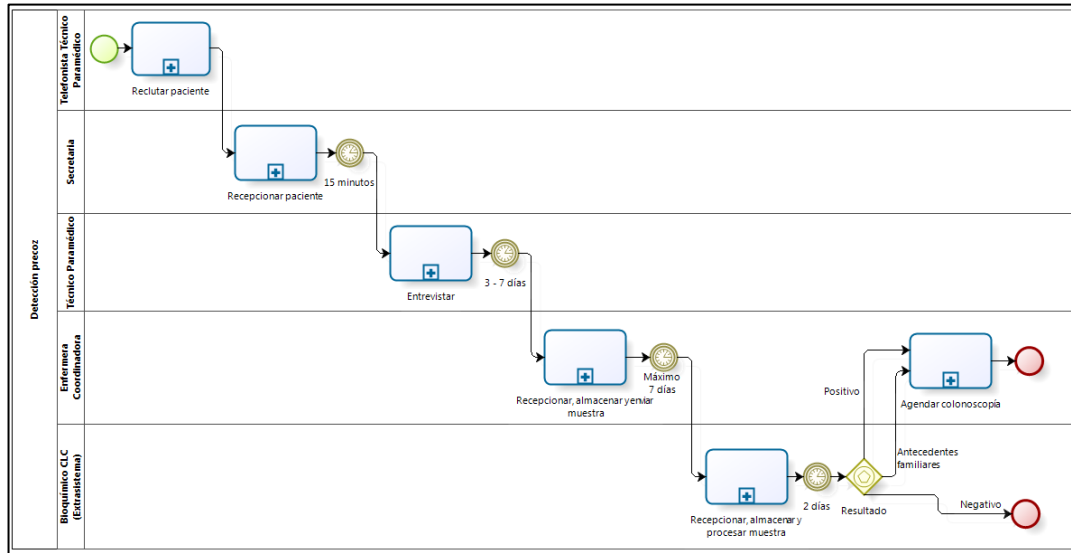 Detección precoz
Telefonista Técnico
Paramédico
Reclutar paciente
Secretaria
Recepcionar paciente
15 minutos
Técnico Paramédico
Entrevistar
3 - 7 días
Enfermera
Coordinadora
Recepcionar, almacenar y enviar
muestra
Máximo
7 días
Positivo
Agendar colonoscopía
Bioquímico CLC
(Extrasistema)
Recepcionar, almacenar y
procesar muestra
2 días
Resultado
Antecedentes
familiares
Negativo